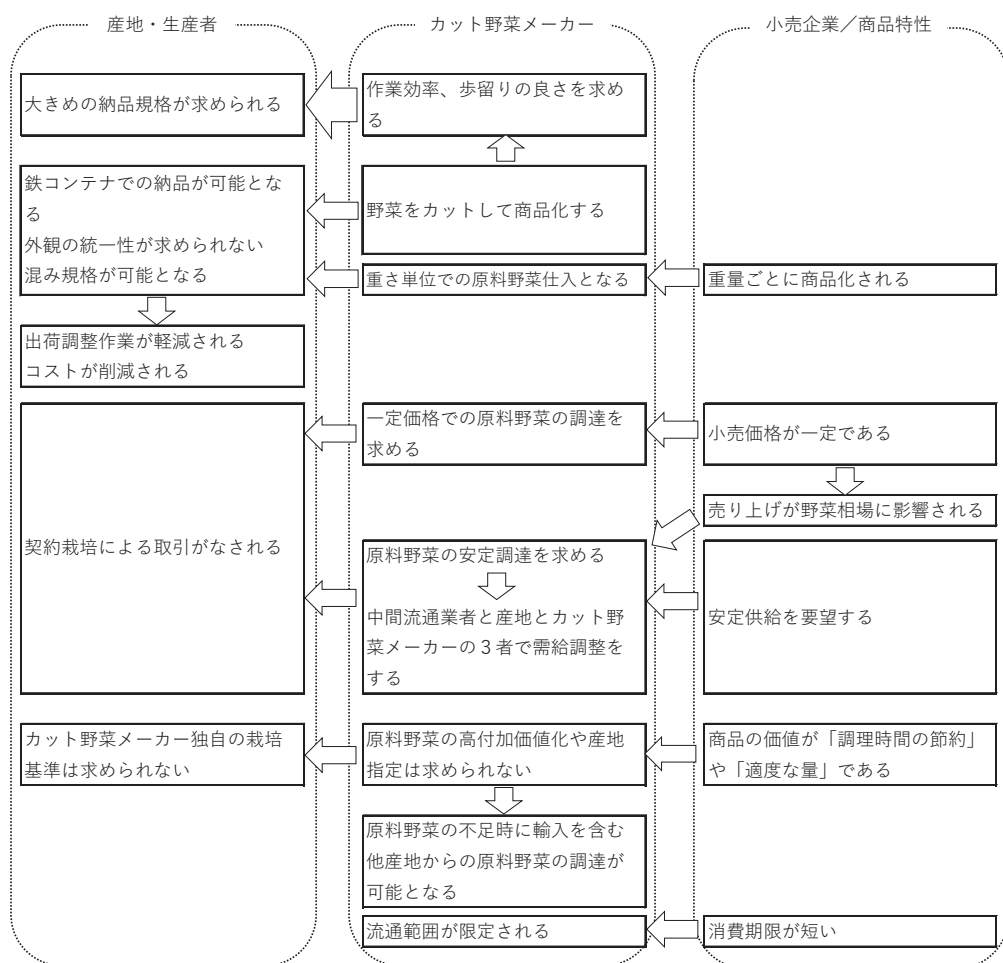 産地・生産者
カット野菜メーカー
小売企業／商品特性
大きめの納品規格が求められる
作業効率、歩留りの良さを求め
る
鉄コンテナでの納品が可能とな
る
外観の統一性が求められない
混み規格が可能となる
野菜をカットして商品化する
重さ単位での原料野菜仕入となる
重量ごとに商品化される
出荷調整作業が軽減される
コストが削減される
契約栽培による取引がなされる
一定価格での原料野菜の調達を
求める
小売価格が一定である
売り上げが野菜相場に影響される
原料野菜の安定調達を求める
中間流通業者と産地とカット野
菜メーカーの３者で需給調整を
する
安定供給を要望する
カット野菜メーカー独自の栽培
基準は求められない
原料野菜の高付加価値化や産地
指定は求められない
商品の価値が「調理時間の節約」
や「適度な量」である
原料野菜の不足時に輸入を含む
他産地からの原料野菜の調達が
可能となる
流通範囲が限定される
消費期限が短い